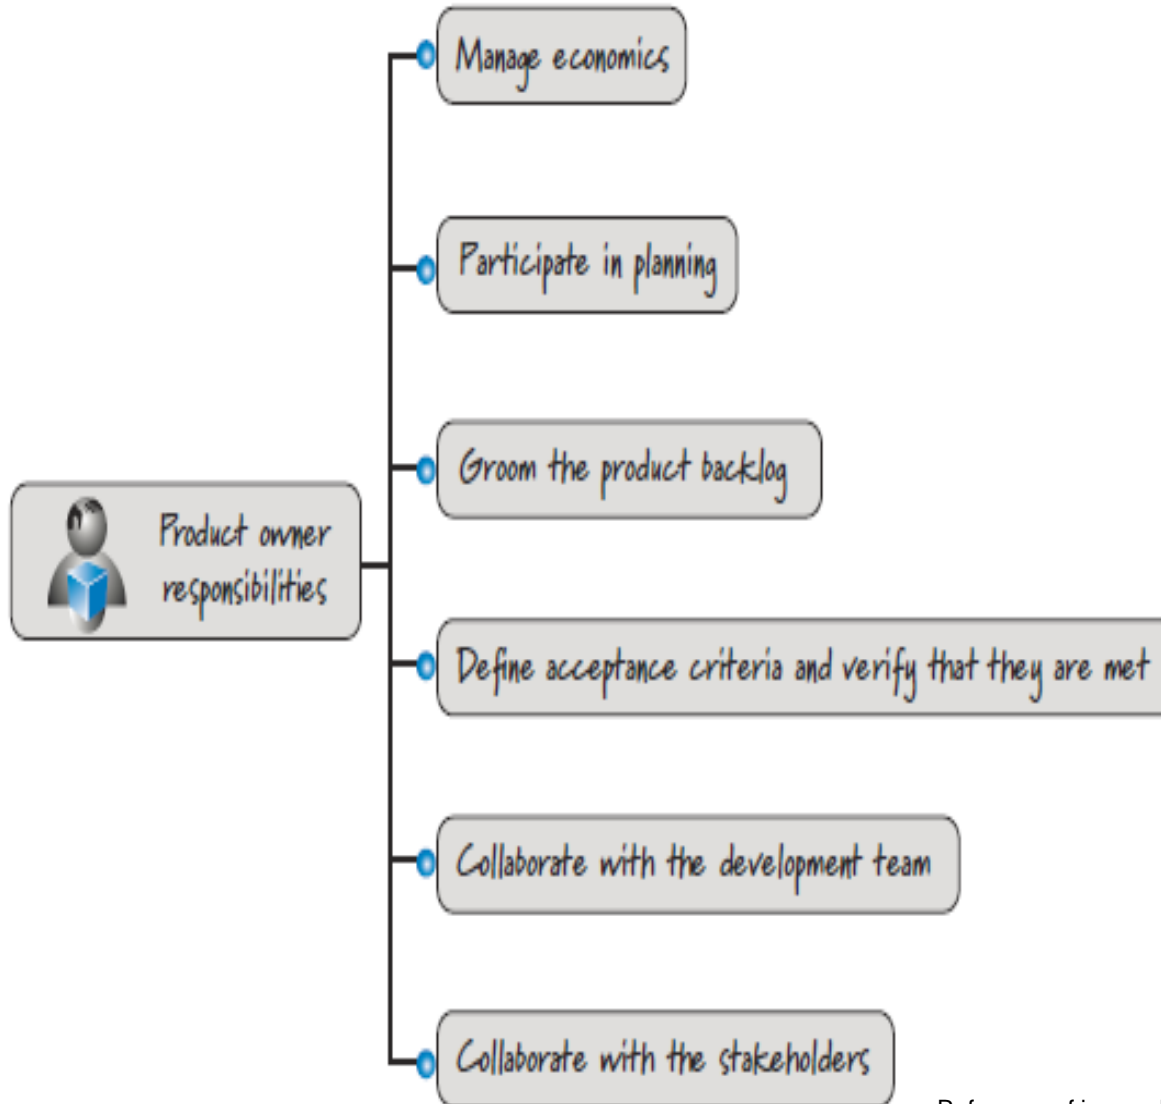 Manage economics
Participate in planning
Groom the product backlog
Product owner
responsibilities
Define acceptance criteria and verify that they are met
Collaborate with the development team
Collaborate with the stakeholders